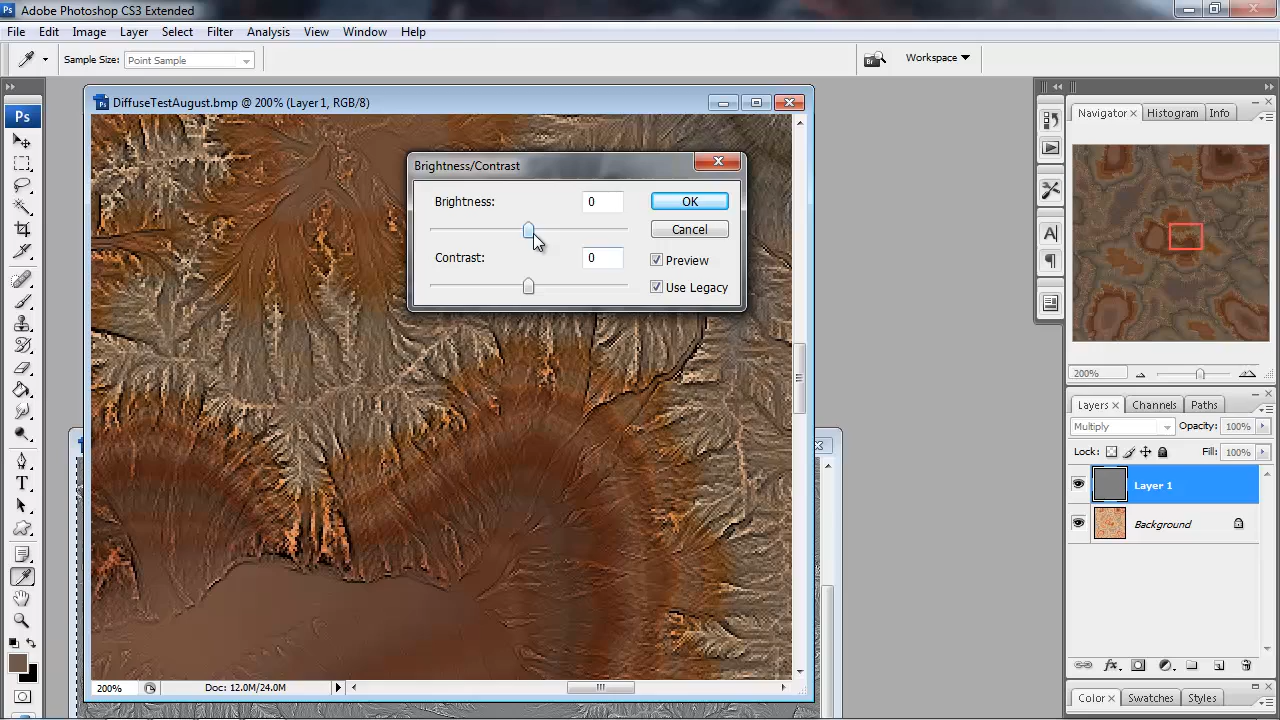 Ps Adobe Photoshop CS3 Extended
File Edit Image Layer Select Filter Analysis View Window Help
Sample Size: Point Sample
Br
Workspace
Ps
DiffuseTestAugust.bmp @ 200% (Layer 1, RGB/8)
Brightness/Contrast
Brightness: 0
OK
Cancel
Contrast: 0
Preview
Use Legacy
200% Doc: 12.0M/24.0M
Navigator × Histogram Info
200%
Layers × Channels Paths
Multiply Opacity: 100%
Lock: Fill: 100%
Layer 1
Background
Color × Swatches Styles